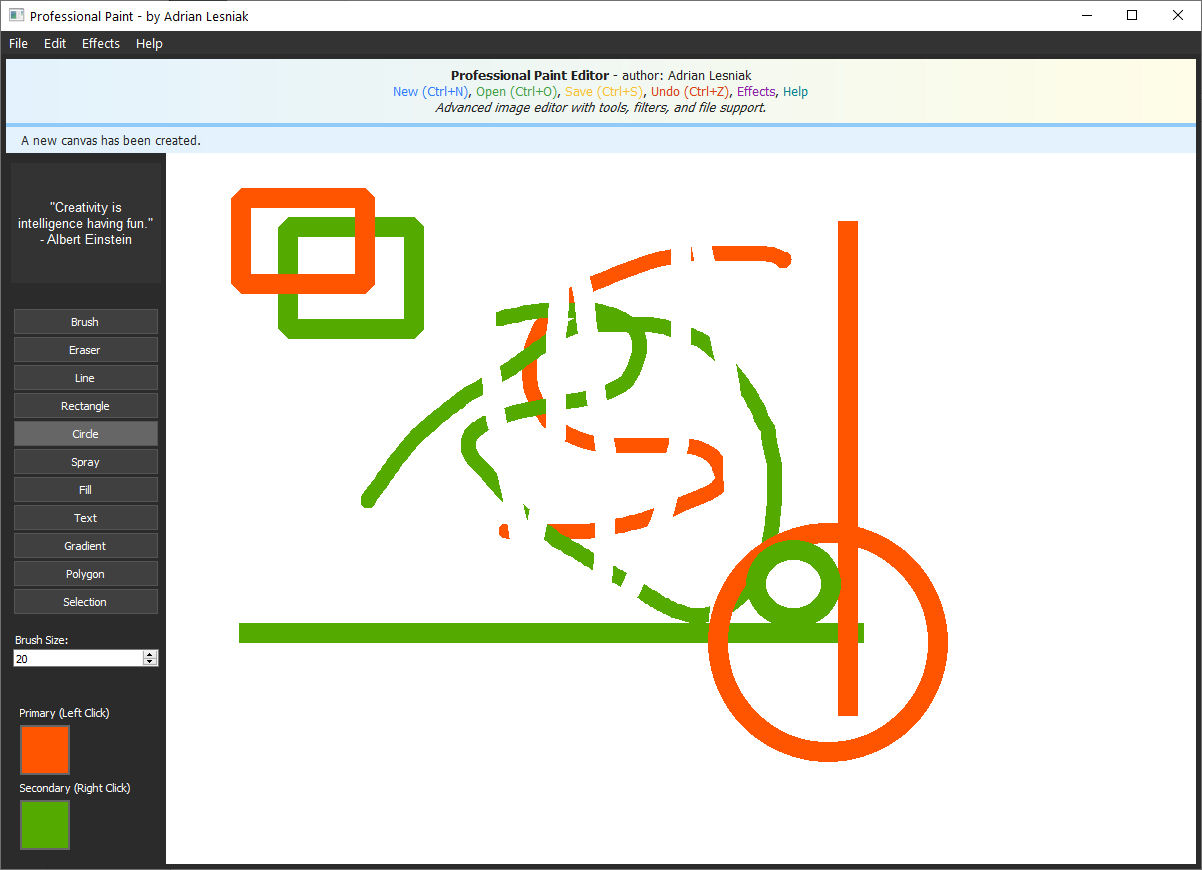 Professional Paint - by Adrian Lesniak
File Edit Effects Help
Professional Paint Editor - author: Adrian Lesniak
New (Ctrl+N), Open (Ctrl+O), Save (Ctrl+S), Undo (Ctrl+Z), Effects, Help
Advanced image editor with tools, filters, and file support.
A new canvas has been created.
"Creativity is
intelligence having fun."
- Albert Einstein
Brush
Eraser
Line
Rectangle
Circle
Spray
Fill
Text
Gradient
Polygon
Selection
Brush Size:
20
Primary (Left Click)
Secondary (Right Click)